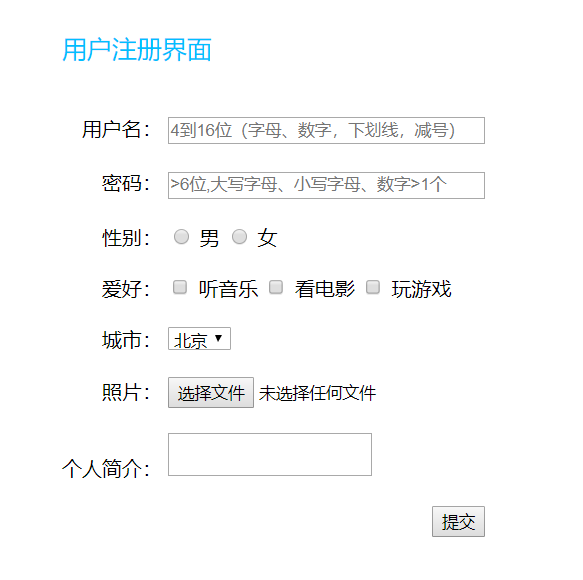 用户注册界面
用户名： 4到16位（字母、数字，下划线，减号）
密码： >6位,大写字母、小写字母、数字>1个
性别： 男 女
爱好： 听音乐 看电影 玩游戏
城市： 北京
照片： 选择文件 未选择任何文件
个人简介：
提交